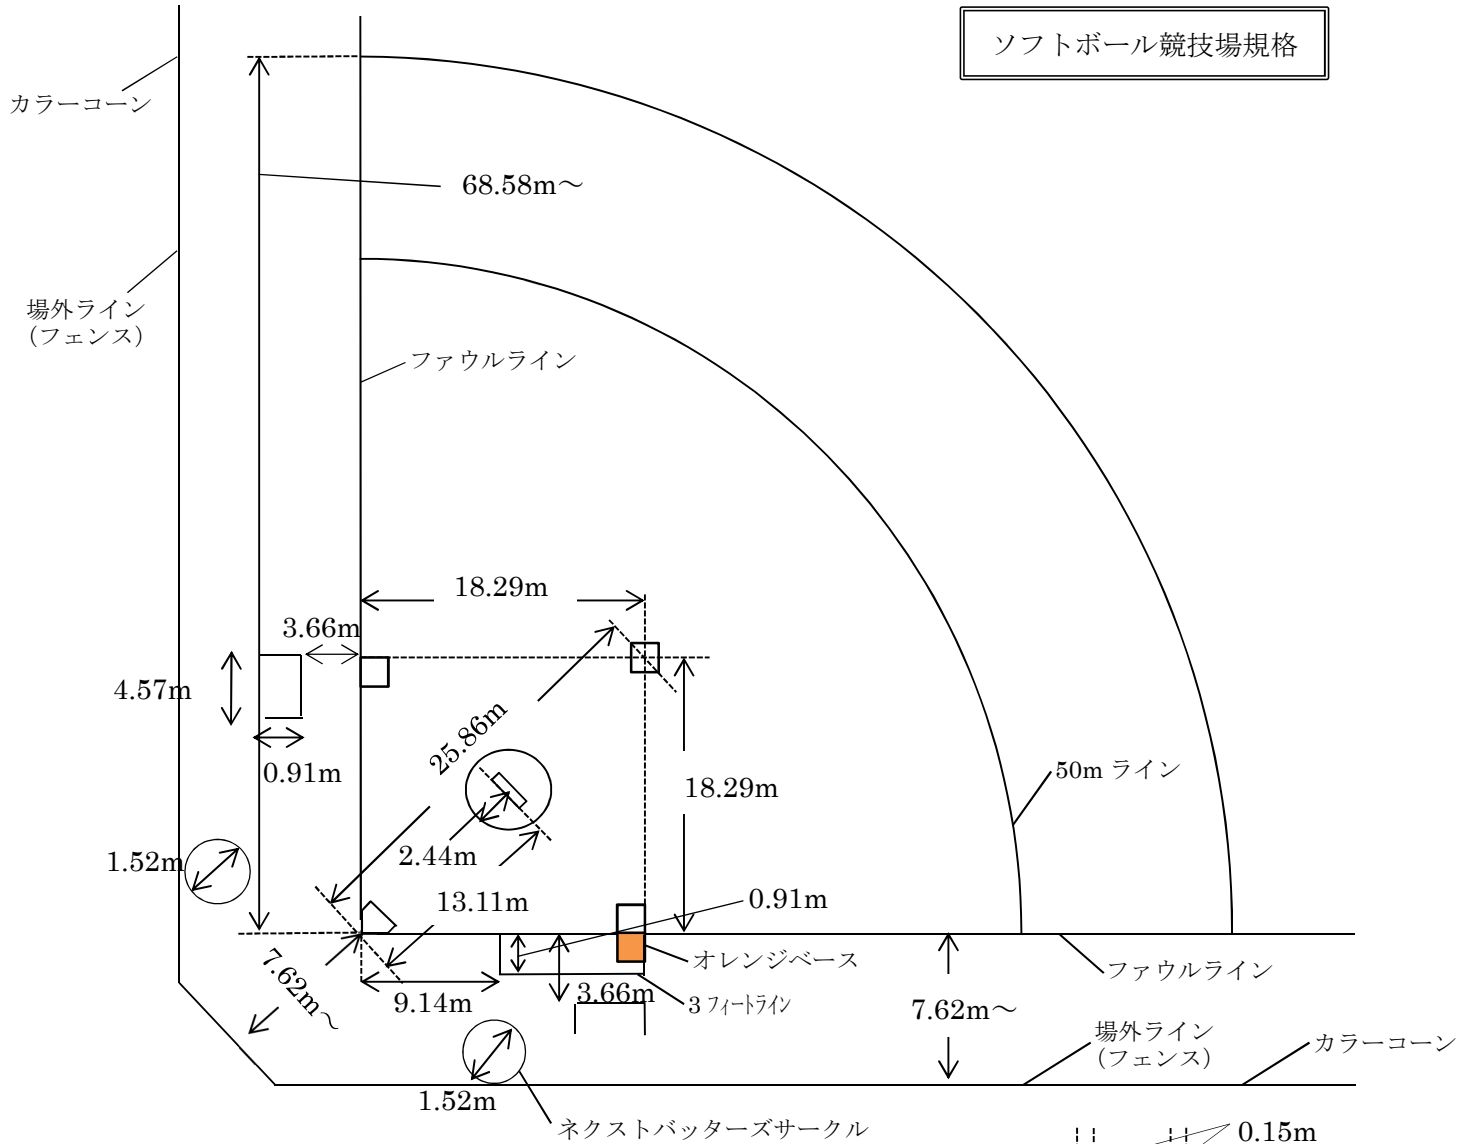 ソフトボール競技場規格
カラーコーン
68.58m～
場外ライン
(フェンス)
ファウルライン
18.29m
3.66m
4.57m
0.91m
25.86m
18.29m
50m ライン
1.52m
2.44m
13.11m
0.91m
オレンジベース
ファウルライン
7.62m～
9.14m
3.66m
3フィートライン
7.62m～
場外ライン
(フェンス)
カラーコーン
1.52m
ネクストバッターズサークル
0.15m